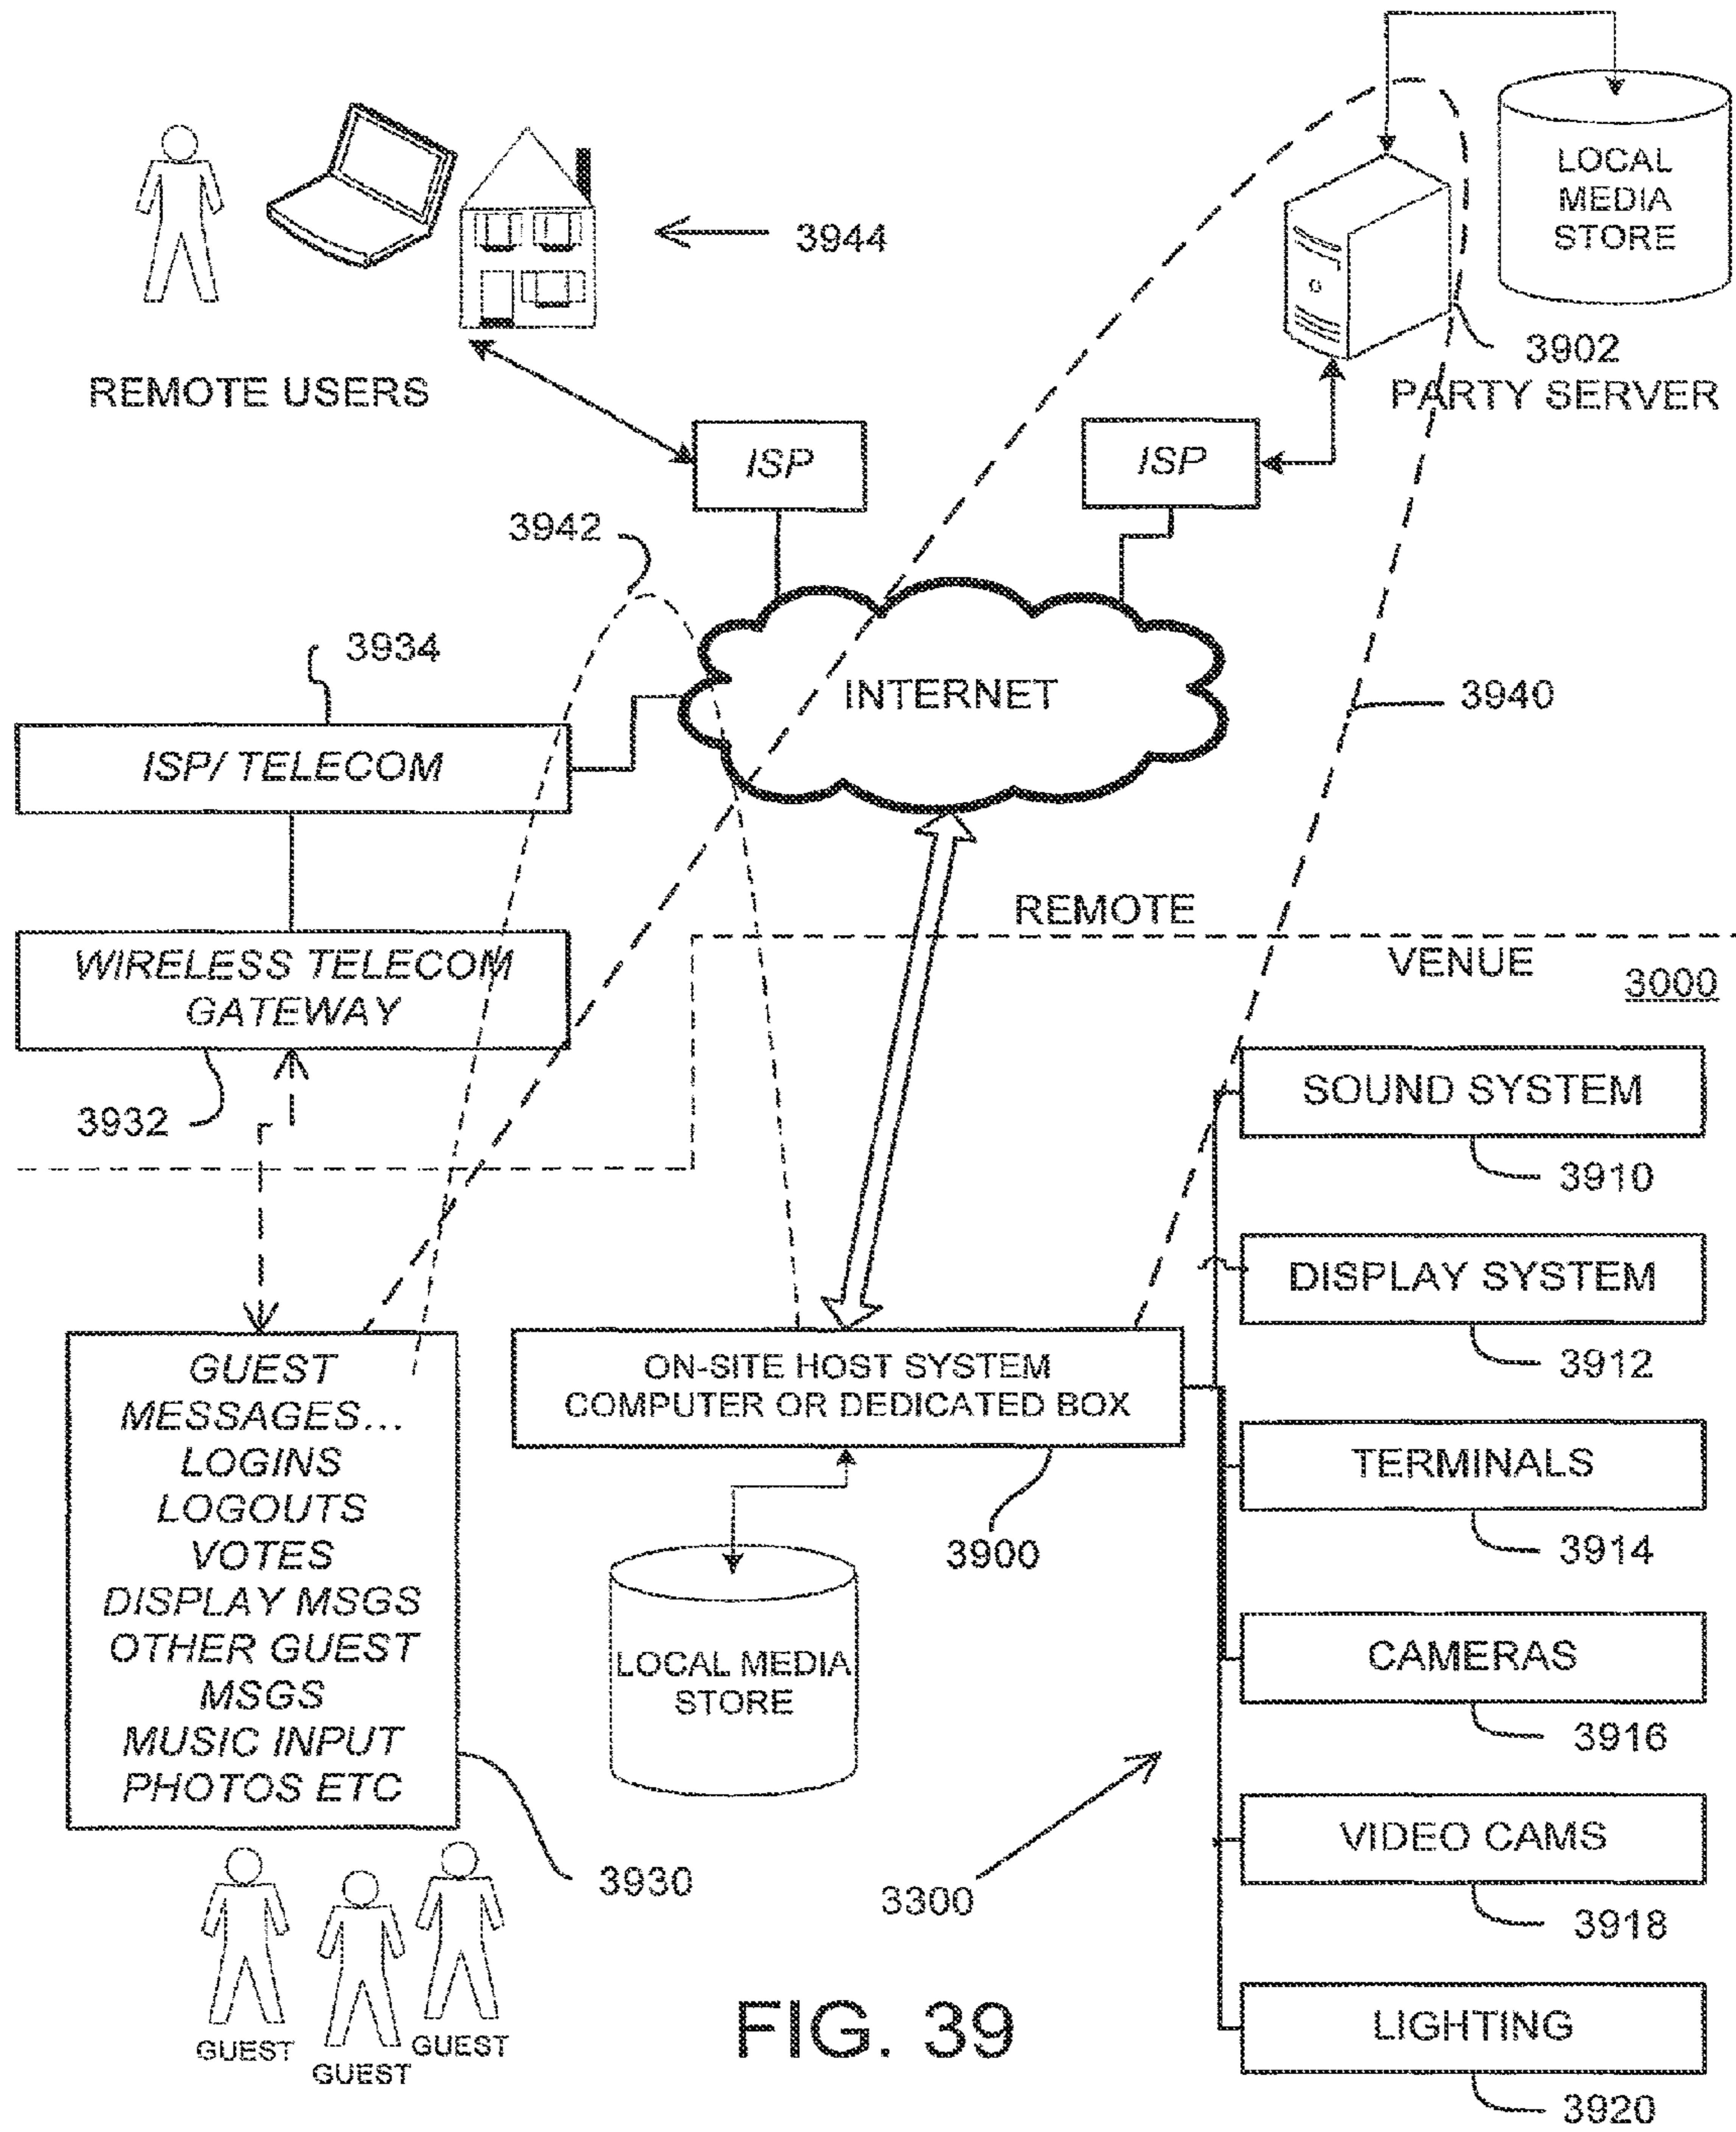 LOCAL
MEDIA
STORE
3944
3902
REMOTE USERS
PARTY SERVER
ISP
ISP
3942
3934
INTERNET
3940
ISP/ TELECOM
REMOTE
WIRELESS TELECOM
GATEWAY
VENUE
3000
SOUND SYSTEM
3932
3910
DISPLAY SYSTEM
3912
GUEST
MESSAGES...
LOGINS
LOGOUTS
VOTES
DISPLAY MSGS
OTHER GUEST
MSGS
MUSIC INPUT
PHOTOS ETC
ON-SITE HOST SYSTEM
COMPUTER OR DEDICATED BOX
TERMINALS
3900
3914
LOCAL MEDIA
STORE
CAMERAS
3916
VIDEO CAMS
3930
3300
3918
GUEST
GUEST
GUEST
FIG. 39
LIGHTING
3920